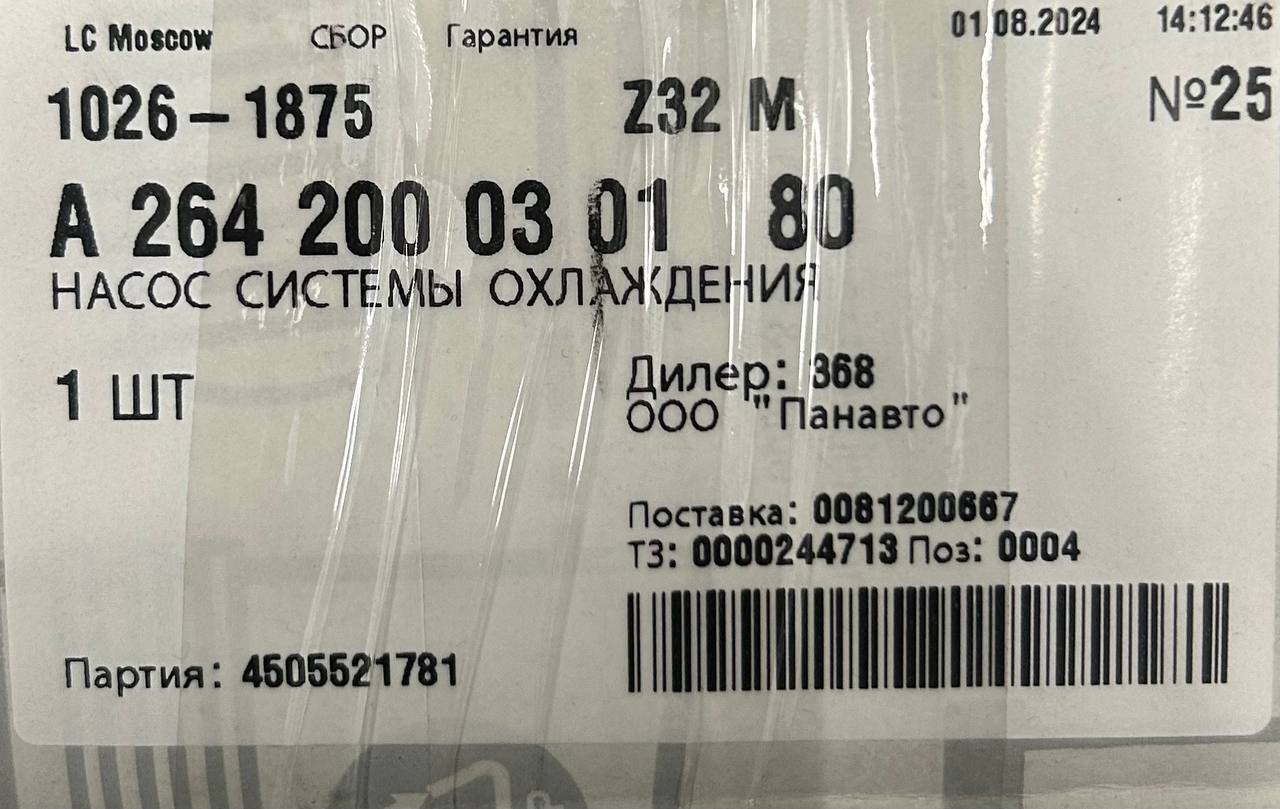 LC Moscow СБОР Гарантия 01.08.2024 14:12:46
1026-1875 Z32 M №25
A 264 200 03 01 80
НАСОС СИСТЕМЫ ОХЛАЖДЕНИЯ
1 ШТ
Дилер: 368
ООО "Панавто"
Поставка: 0081200667
ТЗ: 0000244713 Поз: 0004
Партия: 4505521781